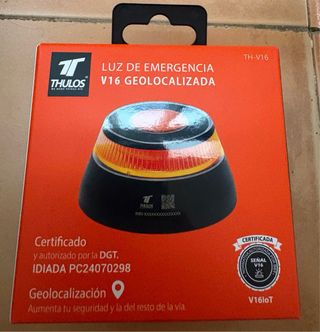 THULOS
LUZ DE EMERGENCIA
V16 GEOLOCALIZADA
TH-V16
THULOS
Certificado
y autorizado por la DGT.
IDIADA PC24070298
Geolocalización
Aumenta tu seguridad y la del resto de la vía.
CERTIFICADA
SEÑAL
V16
V16IoT